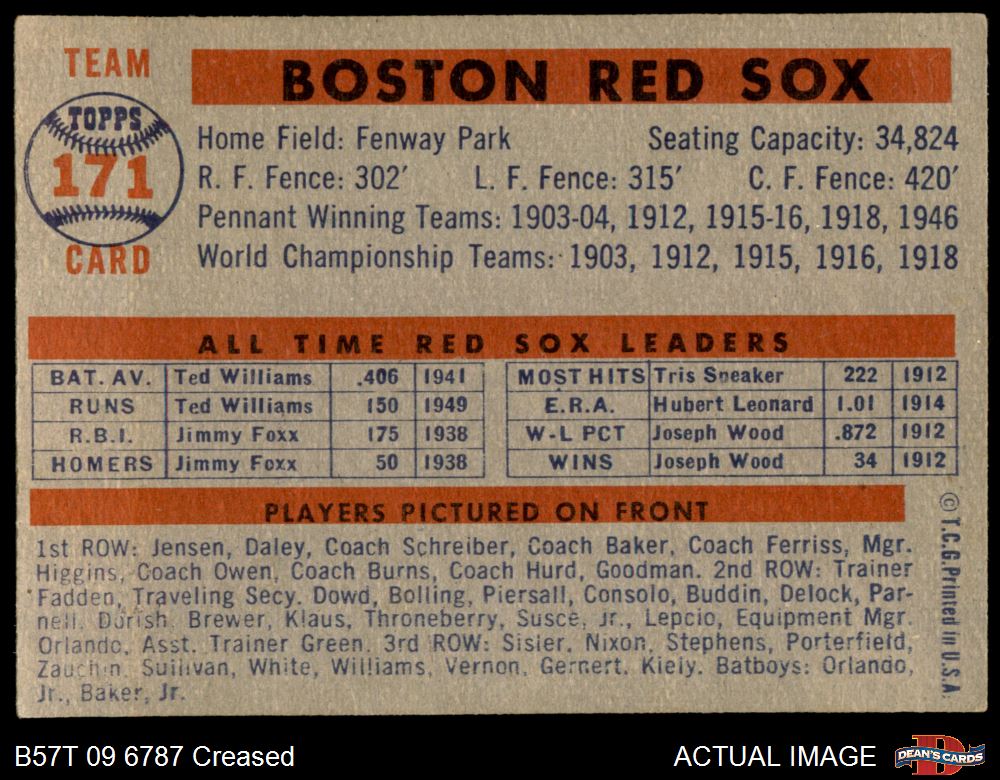 TEAM
TOPPS
171
CARD
BOSTON RED SOX
Home Field: Fenway Park Seating Capacity: 34,824
R. F. Fence: 302′ L. F. Fence: 315′ C. F. Fence: 420′
Pennant Winning Teams: 1903-04, 1912, 1915-16, 1918, 1946
World Championship Teams: 1903, 1912, 1915, 1916, 1918
ALL TIME RED SOX LEADERS
BAT. AV. Ted Williams .406 1941 MOST HITS Tris Speaker 222 1912
RUNS Ted Williams 150 1949 E.R.A. Hubert Leonard 1.01 1914
R.B.I. Jimmy Foxx 175 1938 W-L PCT Joseph Wood .872 1912
HOMERS Jimmy Foxx 50 1938 WINS Joseph Wood 34 1912
PLAYERS PICTURED ON FRONT
1st ROW: Jensen, Daley, Coach Schreiber, Coach Baker, Coach Ferriss, Mgr.
Higgins, Coach Owen, Coach Burns, Coach Hurd, Goodman. 2nd ROW: Trainer
Fadden, Traveling Secy. Dowd, Bolling, Piersall, Consolo, Buddin, Delock, Par-
nell, Dorish. Brewer, Klaus, Throneberry, Susce, Jr., Lepcio, Equipment Mgr.
Orlando, Asst. Trainer Green. 3rd ROW: Sisler, Nixon, Stephens, Porterfield,
Zauchin, Sullivan, White, Williams, Vernon, Gernert, Kiely. Batboys: Orlando,
Jr., Baker, Jr.
© T.C.G. Printed in U.S.A.
B57T 09 6787 Creased
ACTUAL IMAGE
DEAN'S CARDS